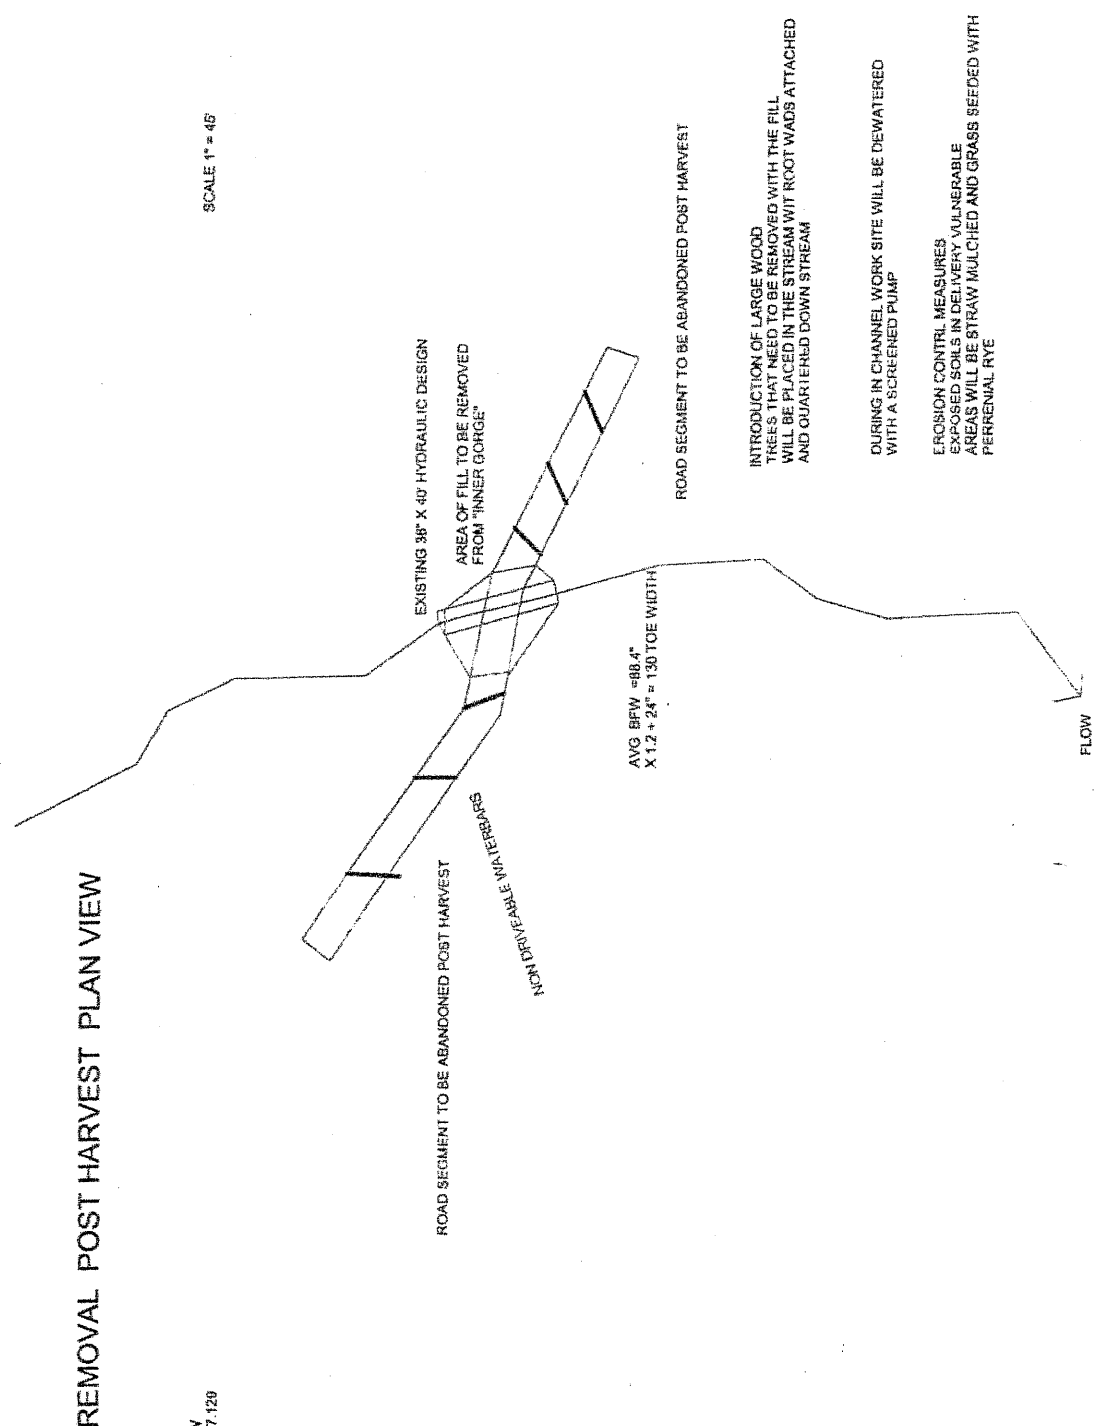 REMOVAL POST HARVEST PLAN VIEW
7.120
SCALE 1" = 45'
EXISTING 36" X 40' HYDRAULIC DESIGN
AREA OF FILL TO BE REMOVED
FROM "INNER GORGE"
ROAD SEGMENT TO BE ABANDONED POST HARVEST
NON DRIVEABLE WATERBARS
AVG BFW =88.4"
X 1.2 + 24" = 130 TOE WIDTH
ROAD SEGMENT TO BE ABANDONED POST HARVEST
INTRODUCTION OF LARGE WOOD
TREES THAT NEED TO BE REMOVED WITH THE FILL
WILL BE PLACED IN THE STREAM WIT ROOT WADS ATTACHED
AND QUARTERED DOWN STREAM
DURING IN CHANNEL WORK SITE WILL BE DEWATERED
WITH A SCREENED PUMP
EROSION CONTRL MEASURES
EXPOSED SOILS IN DELIVERY VULNERABLE
AREAS WILL BE STRAW MULCHED AND GRASS SEEDED WITH
PERRENIAL RYE
FLOW